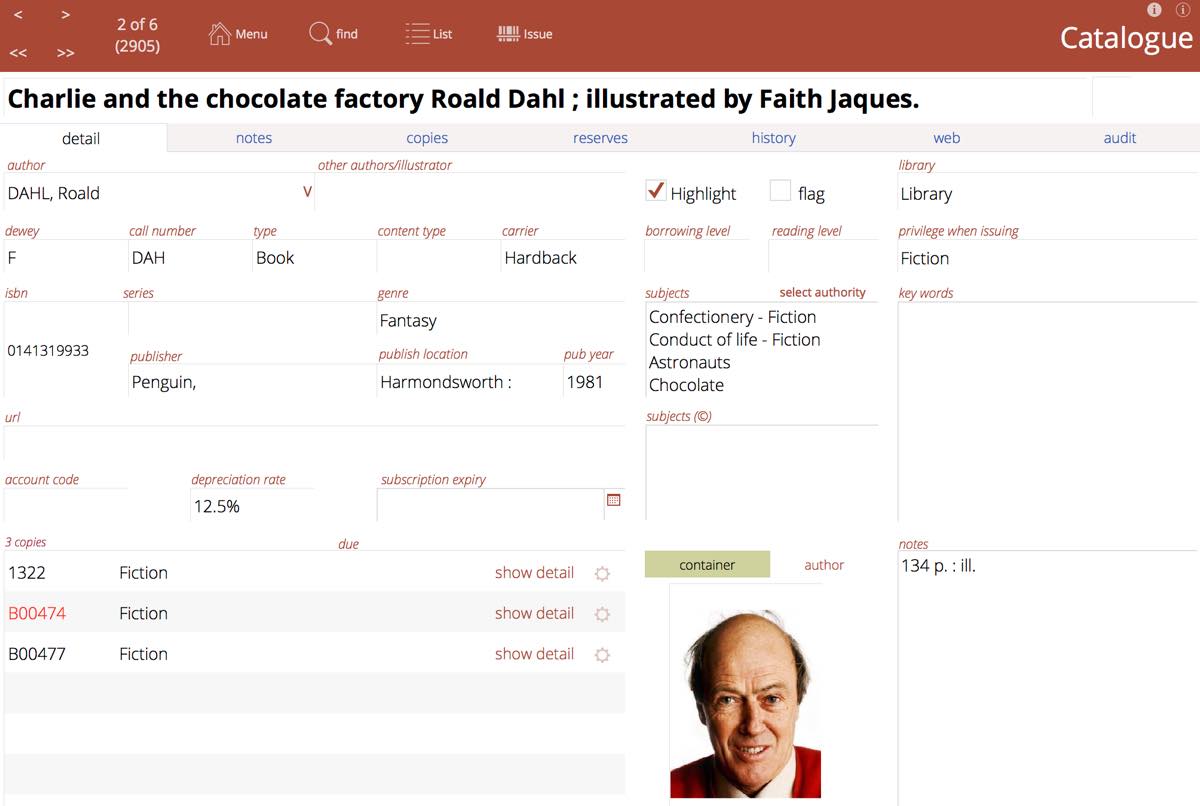 < >
<< >>
2 of 6
(2905)
Menu
find
List
Issue
Catalogue
Charlie and the chocolate factory Roald Dahl ; illustrated by Faith Jaques.
detail notes copies reserves history web audit
author other authors/illustrator library
DAHL, Roald V Highlight flag Library
dewey call number type content type carrier borrowing level reading level privilege when issuing
F DAH Book Hardback Fiction
isbn series genre subjects select authority key words
Fantasy
Confectionery - Fiction
Conduct of life - Fiction
Astronauts
Chocolate
0141319933
publisher publish location pub year
Penguin, Harmondsworth : 1981
url subjects (©)
account code depreciation rate subscription expiry
12.5%
3 copies due
1322 Fiction show detail
B00474 Fiction show detail
B00477 Fiction show detail
container author
notes
134 p. : ill.